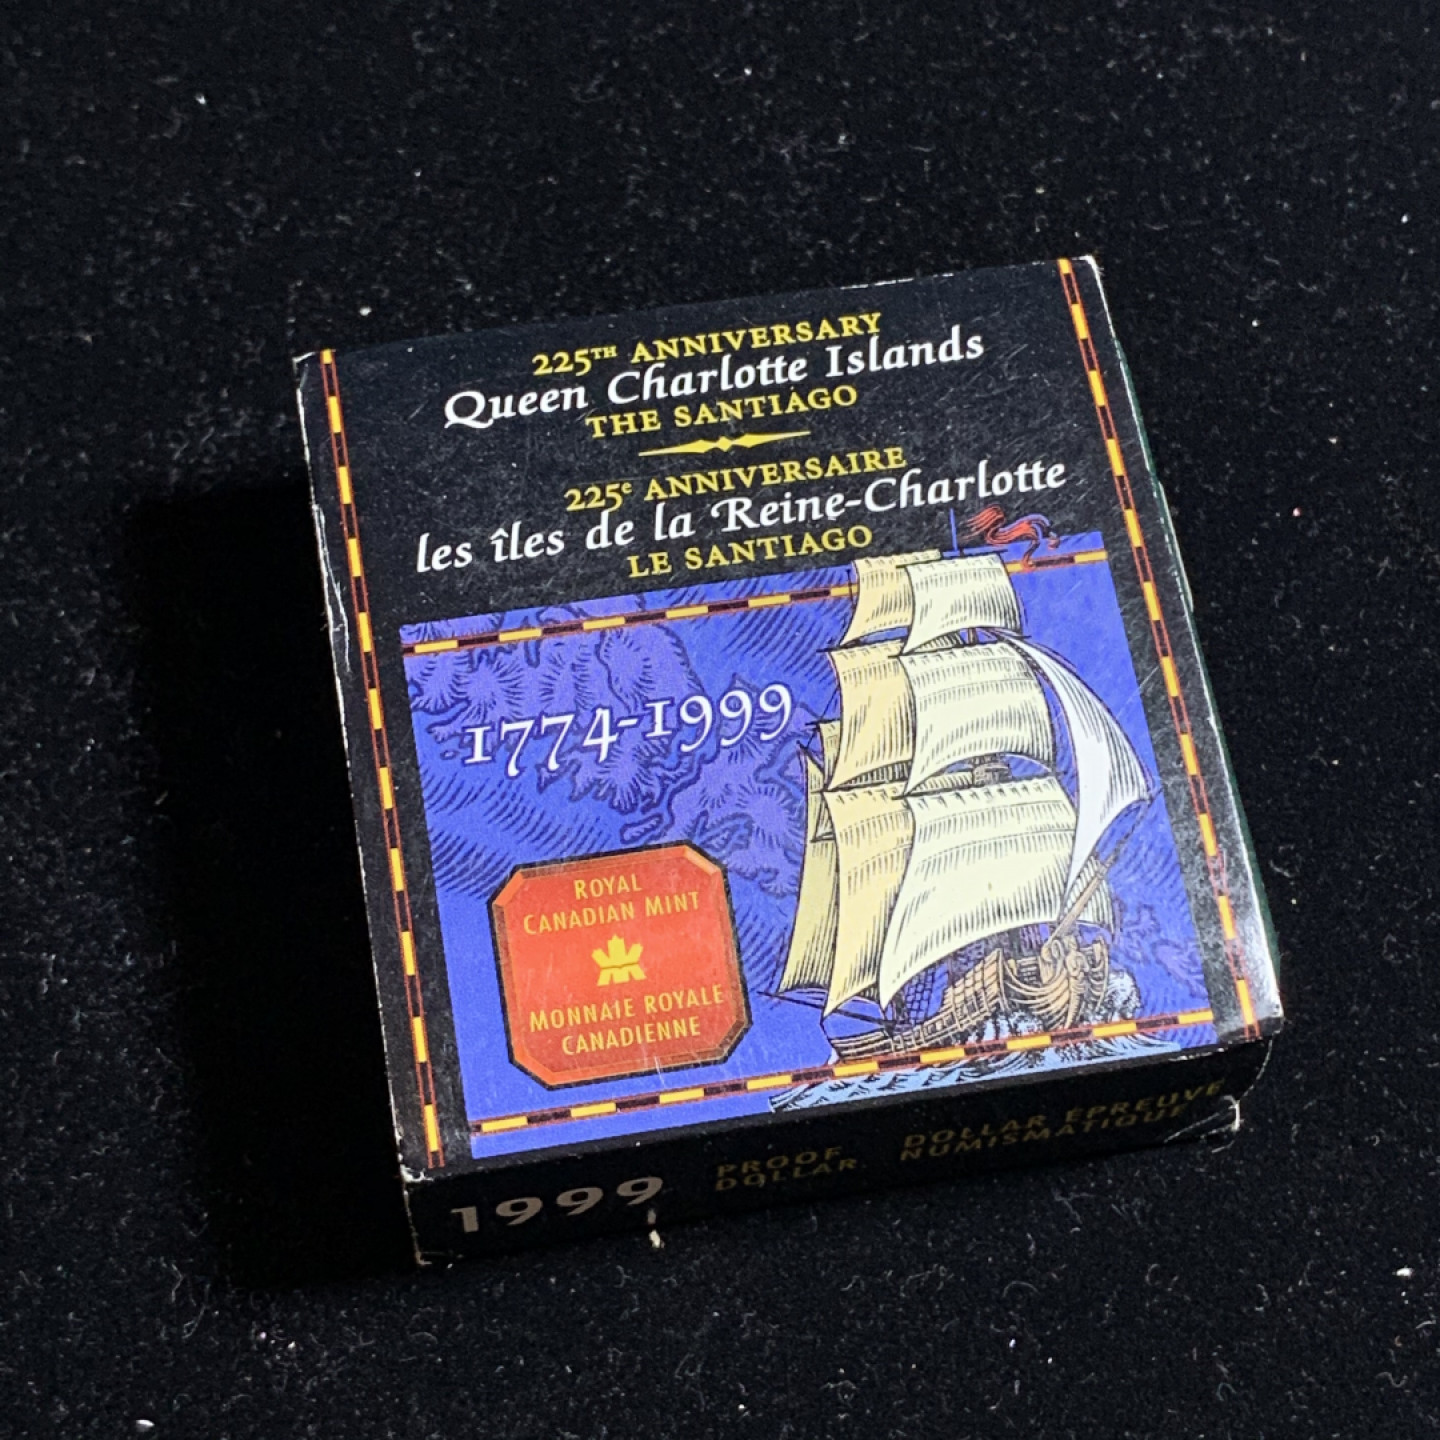 225TH ANNIVERSARY
Queen Charlotte Islands
THE SANTIAGO
225e ANNIVERSAIRE
les îles de la Reine-Charlotte
LE SANTIAGO
1774-1999
ROYAL
CANADIAN MINT
MONNAIE ROYALE
CANADIENNE
1999
PROOF
DOLLAR
DOLLAR ÉPREUVE
NUMISMATIQUE